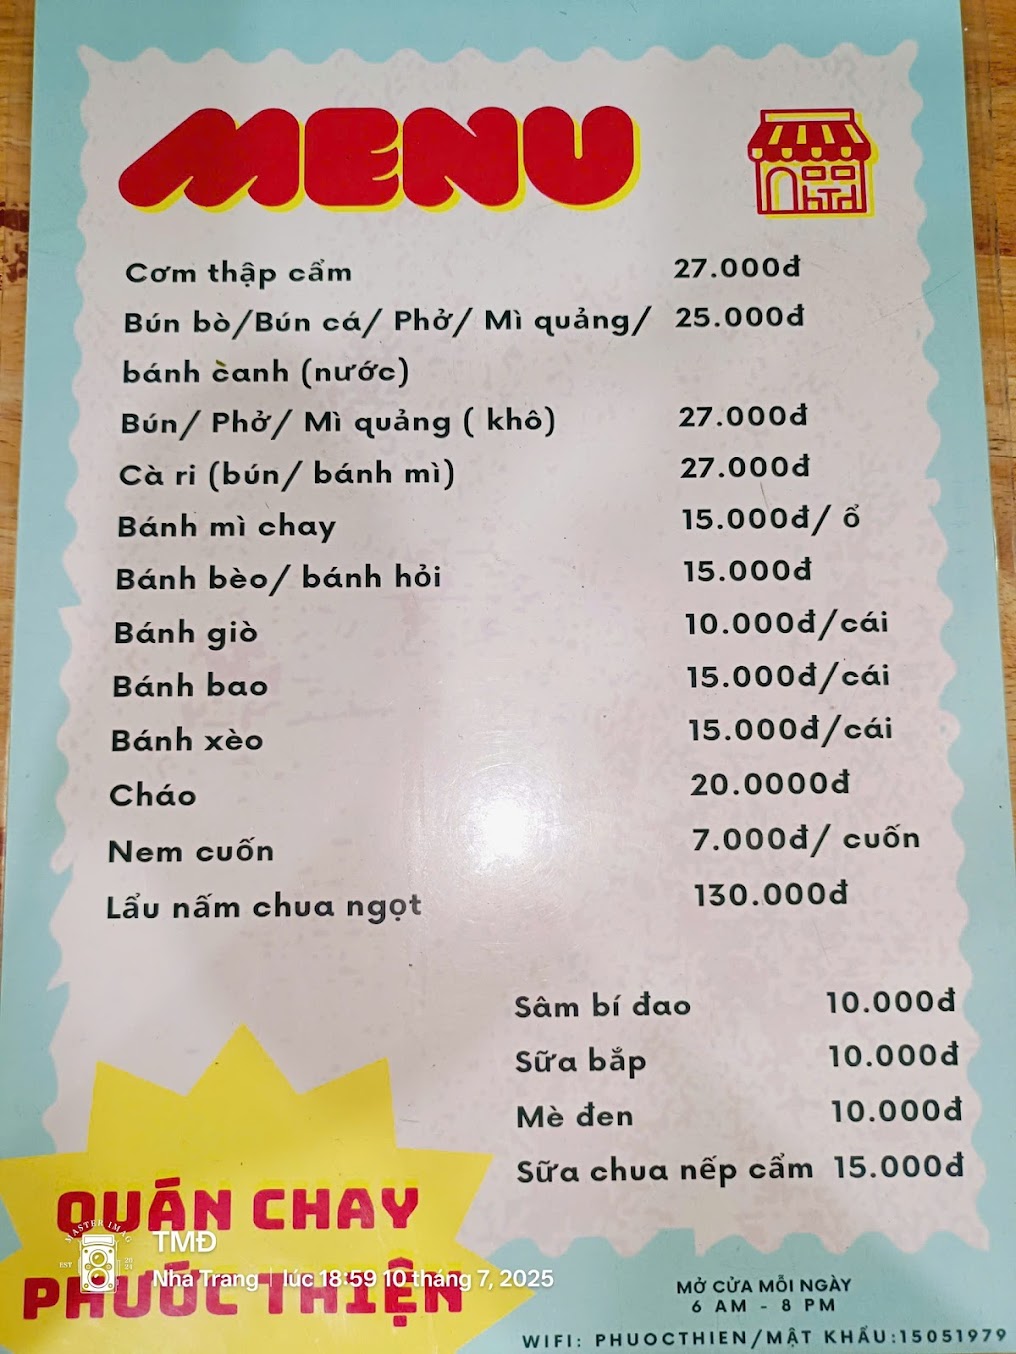 MENU
Cơm thập cẩm 27.000đ
Bún bò/Bún cá/ Phở/ Mì quảng/ 25.000đ
bánh cành (nước)
Bún/ Phở/ Mì quảng ( khô) 27.000đ
Cà ri (bún/ bánh mì) 27.000đ
Bánh mì chay 15.000đ/ ổ
Bánh bèo/ bánh hỏi 15.000đ
Bánh giò 10.000đ/cái
Bánh bao 15.000đ/cái
Bánh xèo 15.000đ/cái
Cháo 20.0000đ
Nem cuốn 7.000đ/ cuốn
Lẩu nấm chua ngọt 130.000đ
Sâm bí đao 10.000đ
Sữa bắp 10.000đ
Mè đen 10.000đ
Sữa chua nếp cẩm 15.000đ
QUÁN CHAY
PHƯỚC THIỆN
MASTER IMAG
EST 2024
TMĐ
Nha Trang | lúc 18:59 10 tháng 7, 2025
MỞ CỬA MỖI NGÀY
6 AM - 8 PM
WIFI: PHUOCTHIEN/MẬT KHẨU:15051979